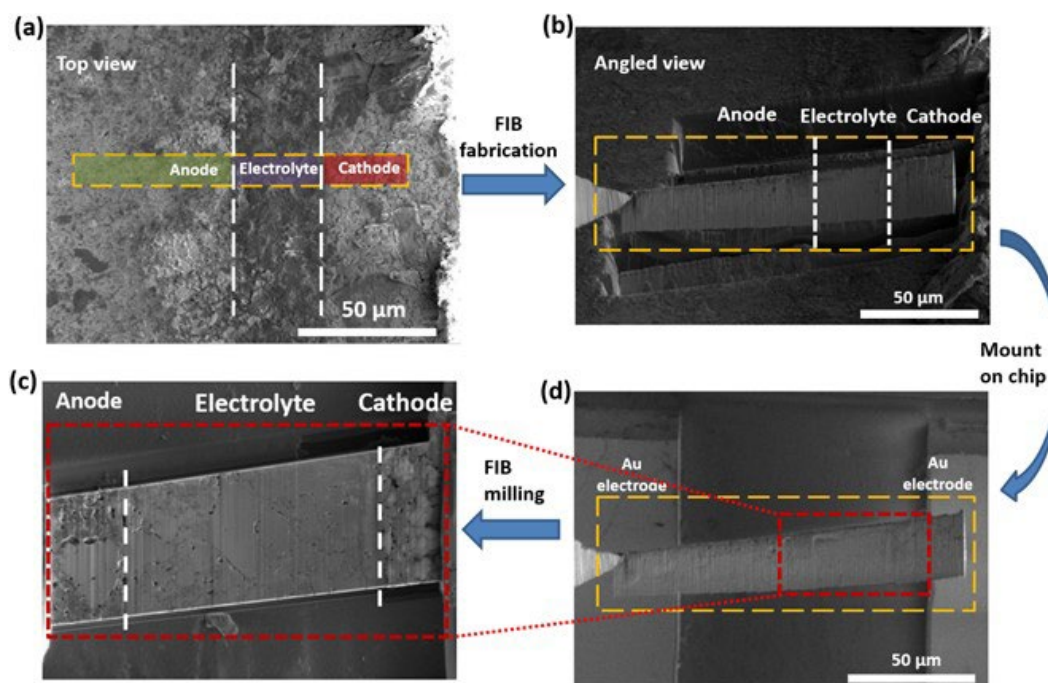 (a)
Top view
Anode
Electrolyte
Cathode
50 µm
FIB
fabrication
(b)
Angled view
Anode
Electrolyte
Cathode
50 µm
Mount
on chip
(c)
Anode
Electrolyte
Cathode
FIB
milling
(d)
Au
electrode
Au
electrode
50 µm